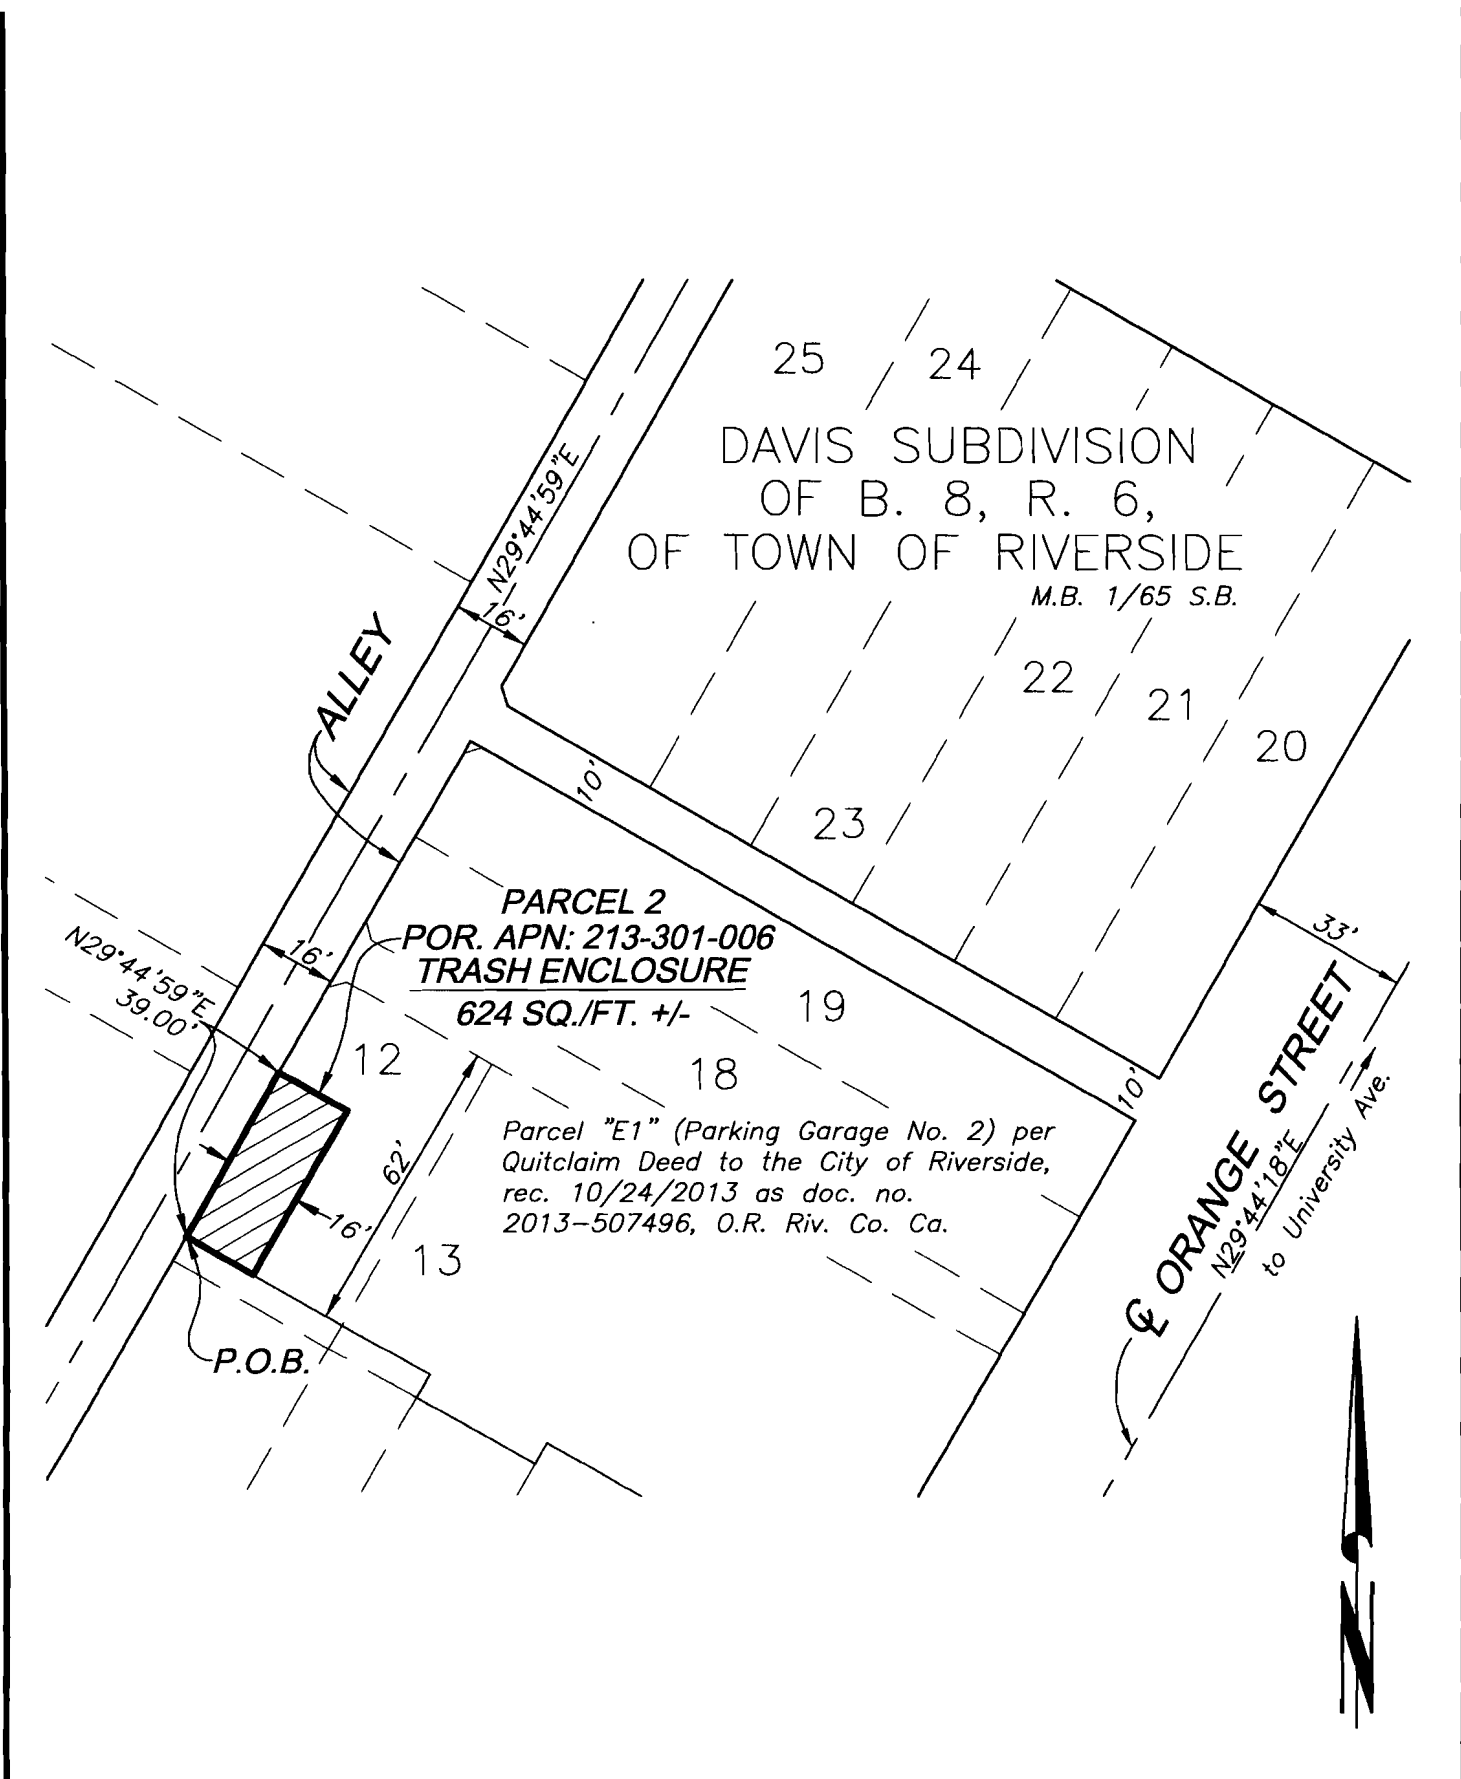 25
24
DAVIS SUBDIVISION
OF B. 8, R. 6,
OF TOWN OF RIVERSIDE
M.B. 1/65 S.B.
N29°44'59"E
16'
ALLEY
22
21
20
10'
23
PARCEL 2
POR. APN: 213-301-006
TRASH ENCLOSURE
624 SQ./FT. +/-
33'
N29°44'59"E
39.00'
16'
19
12
18
10'
Parcel "E1" (Parking Garage No. 2) per
Quitclaim Deed to the City of Riverside,
rec. 10/24/2013 as doc. no.
2013-507496, O.R. Riv. Co. Ca.
62'
16'
13
℄ ORANGE STREET
N29°44'18"E
to University Ave.
P.O.B.
N